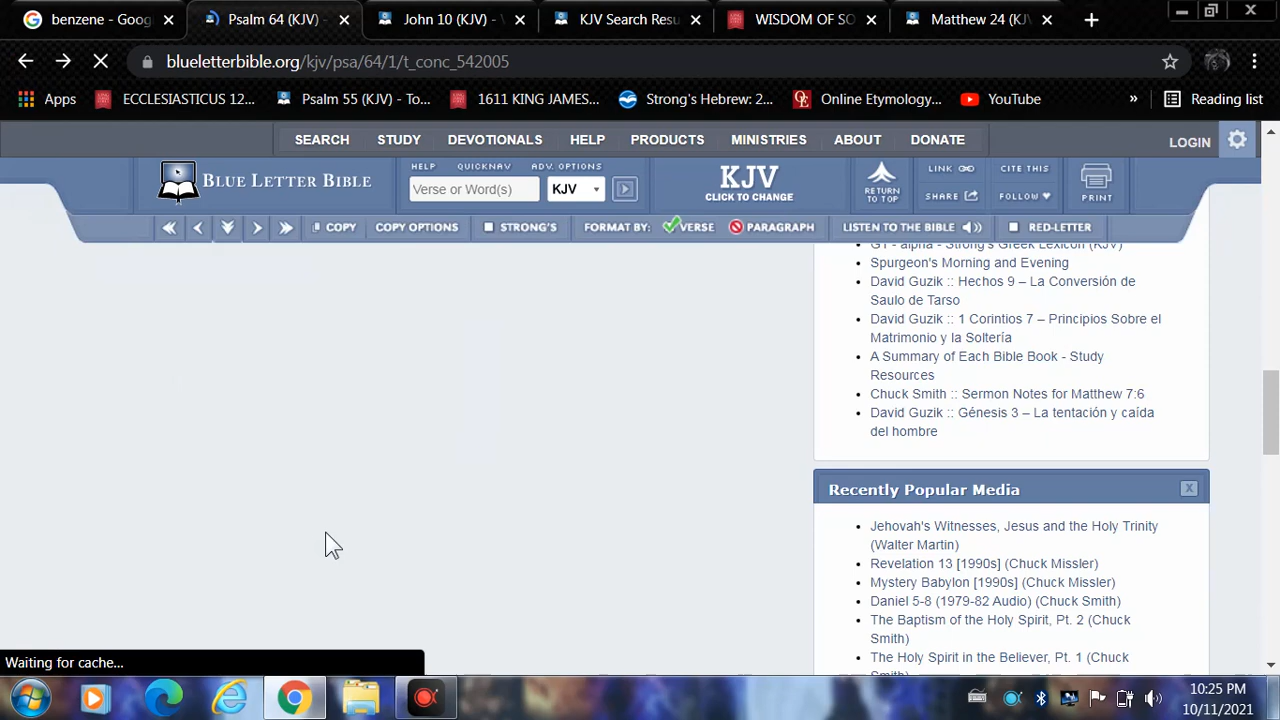 benzene - Goog
Psalm 64 (KJV) -
John 10 (KJV) - V
KJV Search Resu
WISDOM OF SO
Matthew 24 (KJV
blueletterbible.org/kjv/psa/64/1/t_conc_542005
Apps
ECCLESIASTICUS 12...
Psalm 55 (KJV) - To...
1611 KING JAMES...
Strong's Hebrew: 2...
Online Etymology...
YouTube
»
Reading list
SEARCH STUDY DEVOTIONALS HELP PRODUCTS MINISTRIES ABOUT DONATE
LOGIN
BLUE LETTER BIBLE
HELP QUICKNAV ADV. OPTIONS
Verse or Word(s)
KJV
KJV
CLICK TO CHANGE
RETURN
TO TOP
LINK
CITE THIS
SHARE
FOLLOW
PRINT
COPY COPY OPTIONS STRONG'S FORMAT BY: VERSE PARAGRAPH LISTEN TO THE BIBLE RED-LETTER
G1 - alpha - Strong's Greek Lexicon (KJV)
Spurgeon's Morning and Evening
David Guzik :: Hechos 9 – La Conversión de
Saulo de Tarso
David Guzik :: 1 Corintios 7 – Principios Sobre el
Matrimonio y la Soltería
A Summary of Each Bible Book - Study
Resources
Chuck Smith :: Sermon Notes for Matthew 7:6
David Guzik :: Génesis 3 – La tentación y caída
del hombre
Recently Popular Media
X
Jehovah's Witnesses, Jesus and the Holy Trinity
(Walter Martin)
Revelation 13 [1990s] (Chuck Missler)
Mystery Babylon [1990s] (Chuck Missler)
Daniel 5-8 (1979-82 Audio) (Chuck Smith)
The Baptism of the Holy Spirit, Pt. 2 (Chuck
Smith)
The Holy Spirit in the Believer, Pt. 1 (Chuck
Smith)
Waiting for cache...
10:25 PM
10/11/2021